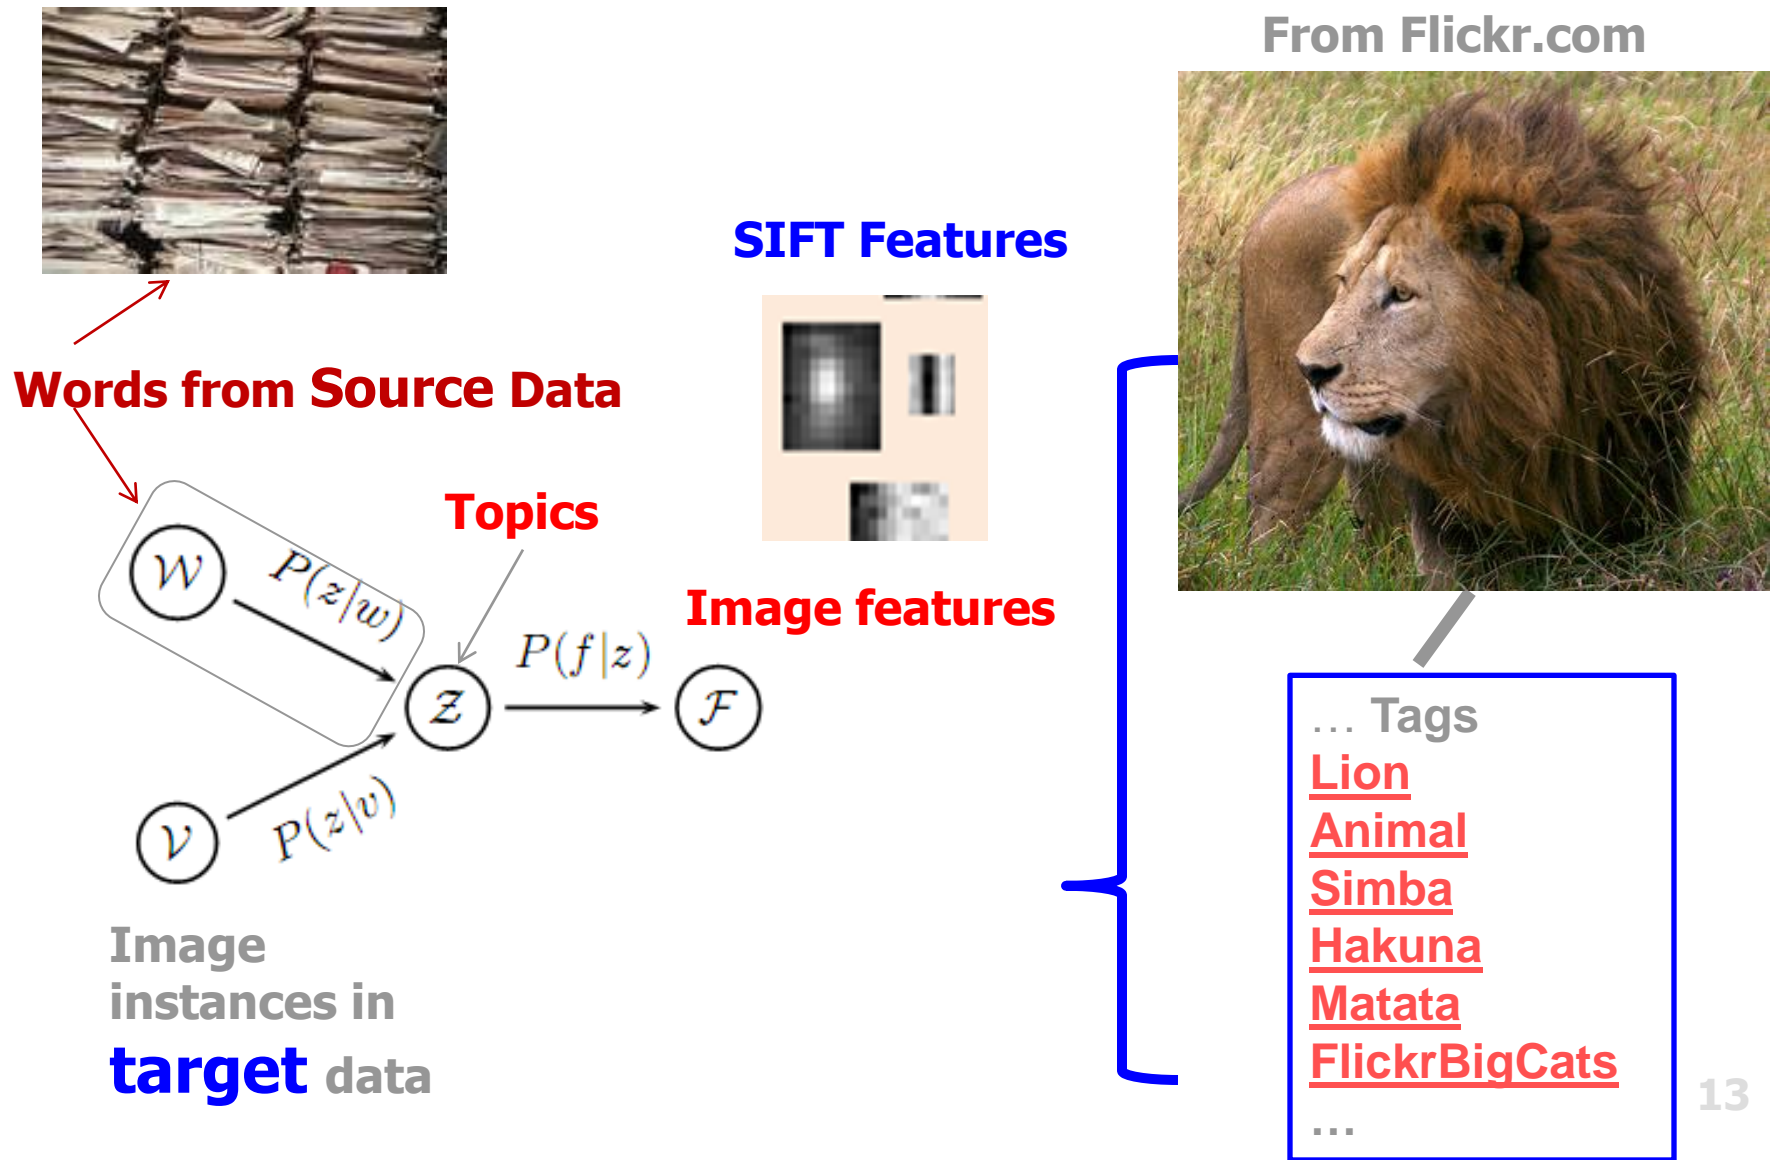 From Flickr.com
SIFT Features
Words from Source Data
Topics
Image features
W
P(z|w)
P(f|z)
Z
F
V
P(z|v)
Image
instances in
target data
… Tags
Lion
Animal
Simba
Hakuna
Matata
FlickrBigCats
…
13